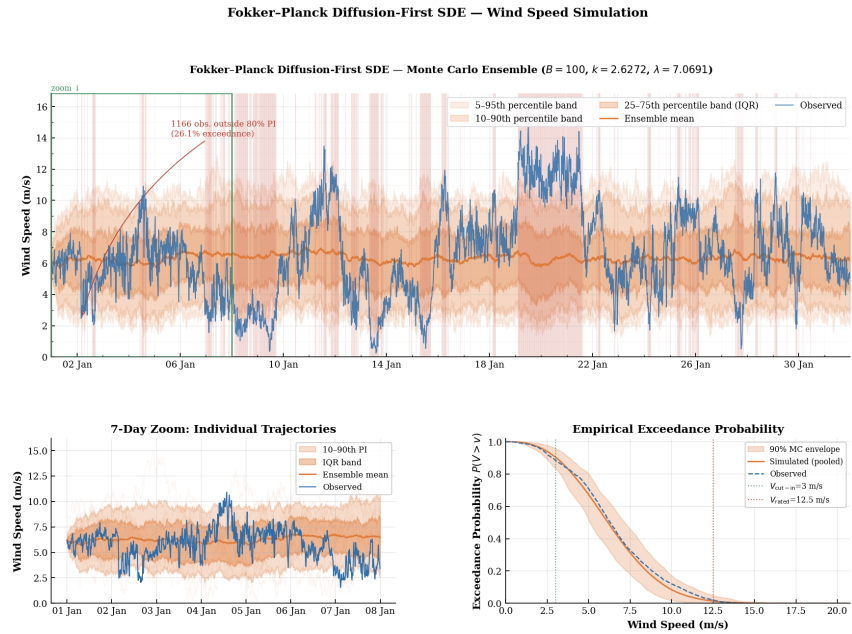 Fokker–Planck Diffusion-First SDE — Wind Speed Simulation
Fokker–Planck Diffusion-First SDE — Monte Carlo Ensemble (B = 100, k = 2.6272, λ = 7.0691)
zoom ↓
1166 obs. outside 80% PI
(26.1% exceedance)
5–95th percentile band
10–90th percentile band
25–75th percentile band (IQR)
Ensemble mean
Observed
Wind Speed (m/s)
16
14
12
10
8
6
4
2
0
02 Jan
06 Jan
10 Jan
14 Jan
18 Jan
22 Jan
26 Jan
30 Jan
7-Day Zoom: Individual Trajectories
10–90th PI
IQR band
Ensemble mean
Observed
Wind Speed (m/s)
15.0
12.5
10.0
7.5
5.0
2.5
0.0
01 Jan
02 Jan
03 Jan
04 Jan
05 Jan
06 Jan
07 Jan
08 Jan
Empirical Exceedance Probability
90% MC envelope
Simulated (pooled)
Observed
V_cut−in=3 m/s
V_rated=12.5 m/s
Exceedance Probability P(V > v)
1.0
0.8
0.6
0.4
0.2
0.0
0.0
2.5
5.0
7.5
10.0
12.5
15.0
17.5
20.0
Wind Speed (m/s)